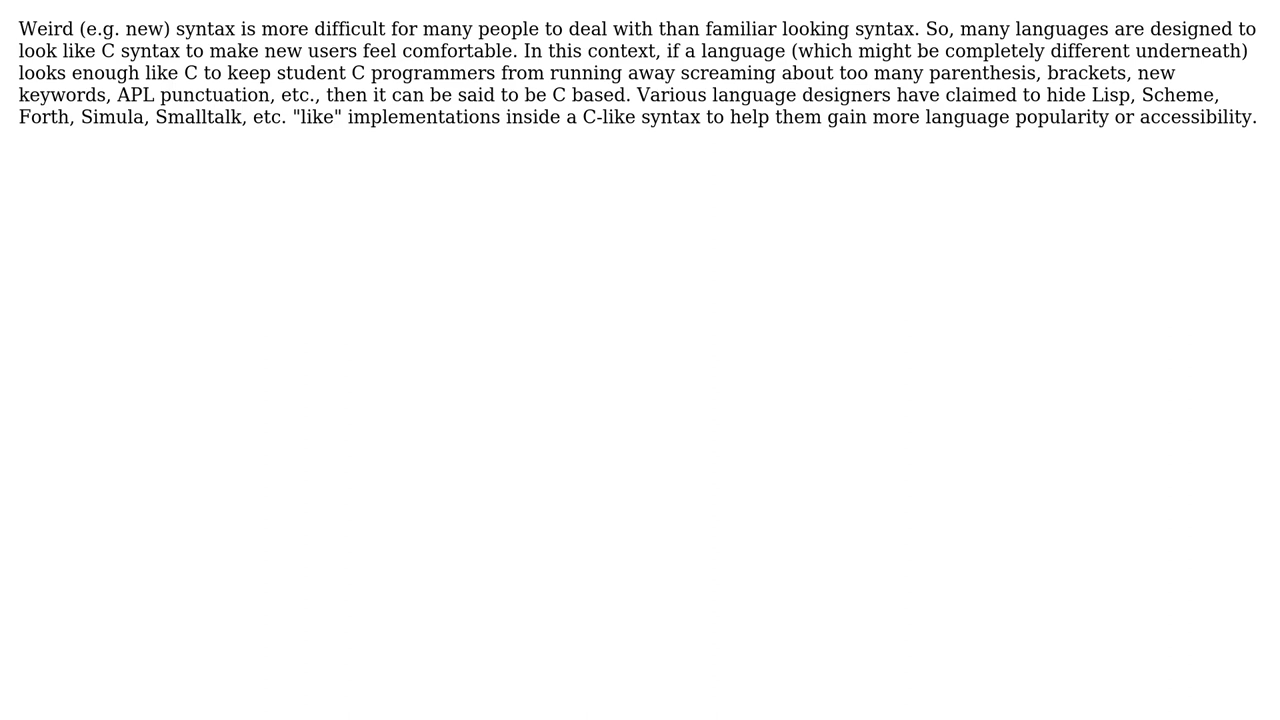 Weird (e.g. new) syntax is more difficult for many people to deal with than familiar looking syntax. So, many languages are designed to
look like C syntax to make new users feel comfortable. In this context, if a language (which might be completely different underneath)
looks enough like C to keep student C programmers from running away screaming about too many parenthesis, brackets, new
keywords, APL punctuation, etc., then it can be said to be C based. Various language designers have claimed to hide Lisp, Scheme,
Forth, Simula, Smalltalk, etc. "like" implementations inside a C-like syntax to help them gain more language popularity or accessibility.